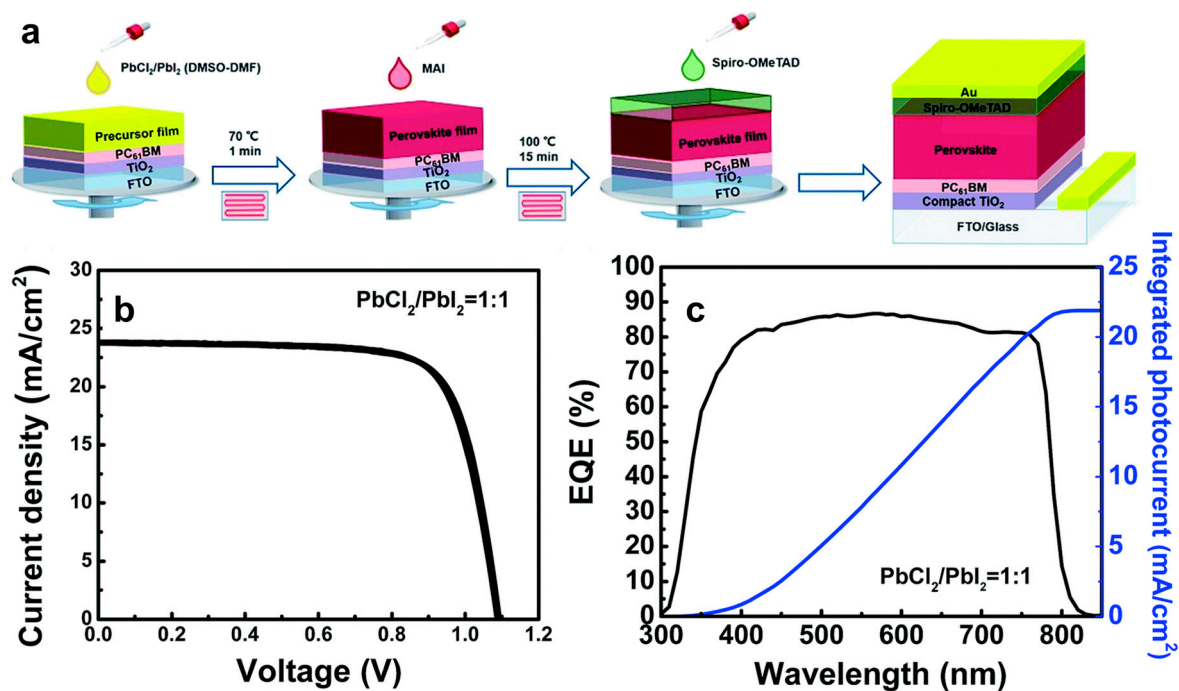 a
PbCl₂/PbI₂ (DMSO-DMF)
Precursor film
PC₆₁BM
TiO₂
FTO
70 ℃
1 min
MAI
Perovskite film
PC₆₁BM
TiO₂
FTO
100 ℃
15 min
Spiro-OMeTAD
Perovskite film
PC₆₁BM
TiO₂
FTO
Au
Spiro-OMeTAD
Perovskite
PC₆₁BM
Compact TiO₂
FTO/Glass
b
PbCl₂/PbI₂=1:1
Current density (mA/cm²)
30
25
20
15
10
5
0
0.0 0.2 0.4 0.6 0.8 1.0 1.2
Voltage (V)
c
PbCl₂/PbI₂=1:1
EQE (%)
100
90
80
70
60
50
40
30
20
10
0
300 400 500 600 700 800
Wavelength (nm)
25
20
15
10
5
0
Integrated photocurrent (mA/cm²)